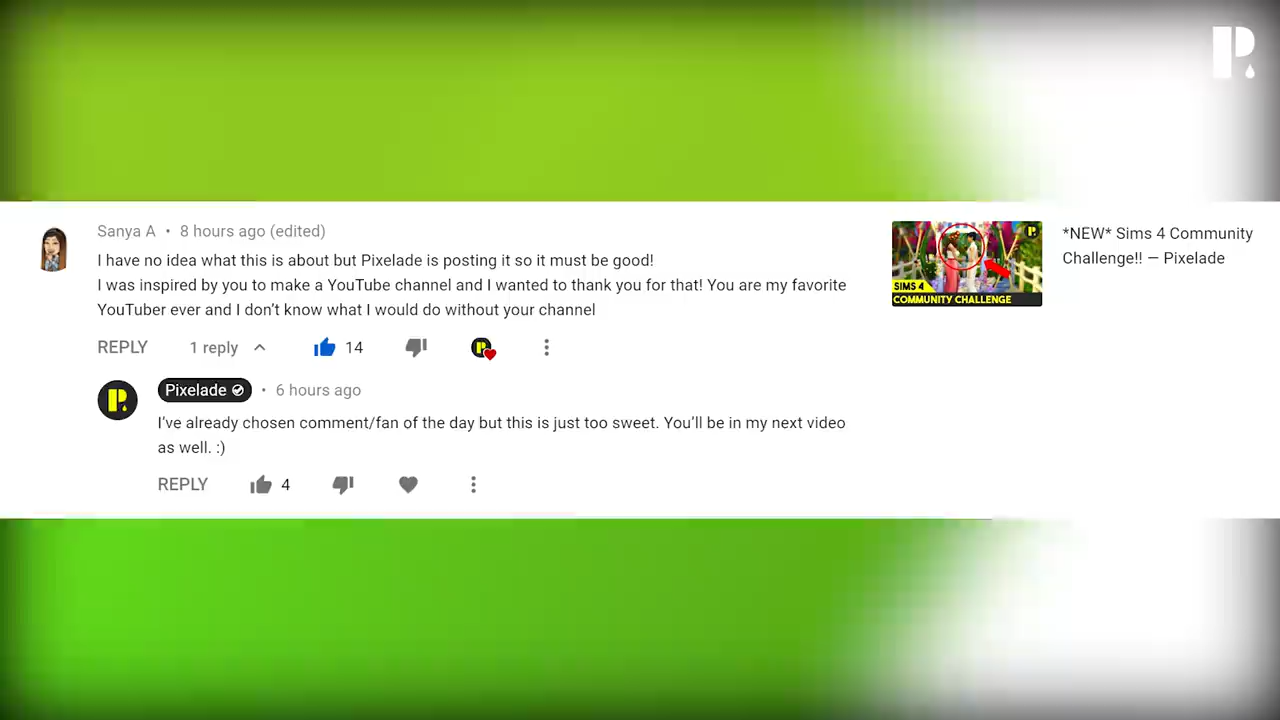 Sanya A • 8 hours ago (edited)
I have no idea what this is about but Pixelade is posting it so it must be good!
I was inspired by you to make a YouTube channel and I wanted to thank you for that! You are my favorite
YouTuber ever and I don't know what I would do without your channel
REPLY 1 reply 14
Pixelade • 6 hours ago
I've already chosen comment/fan of the day but this is just too sweet. You'll be in my next video
as well. :)
REPLY 4
SIMS 4
COMMUNITY CHALLENGE
*NEW* Sims 4 Community
Challenge!! — Pixelade
P.